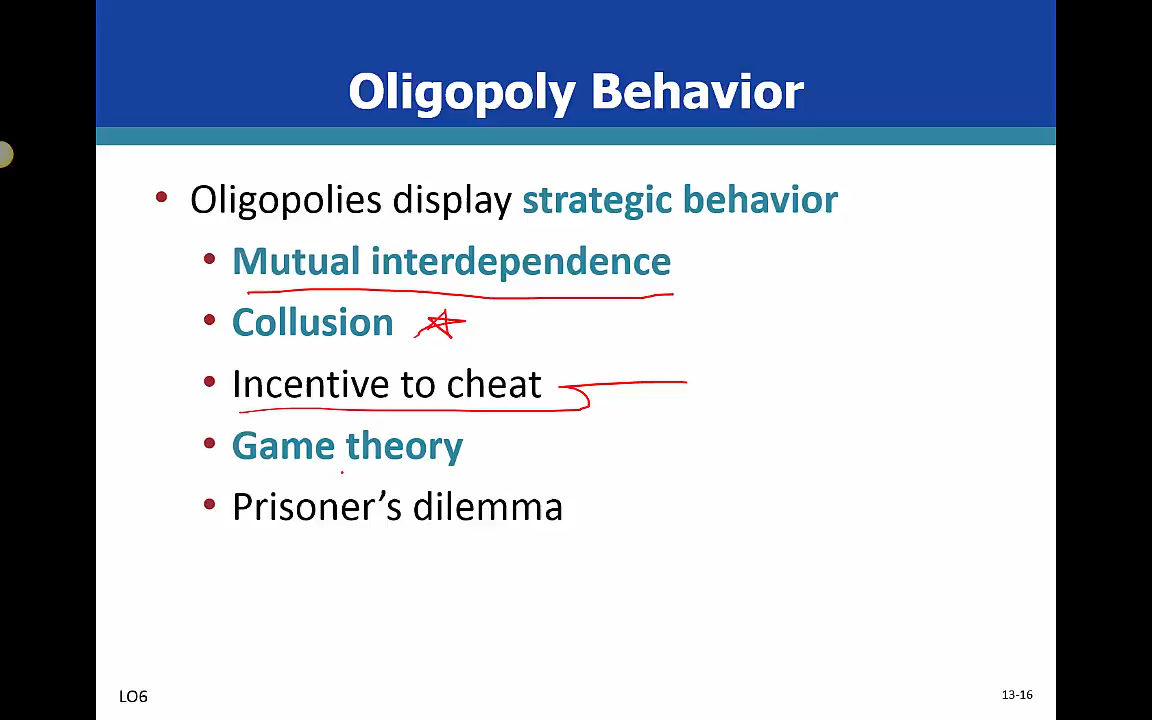 Oligopoly Behavior
• Oligopolies display strategic behavior
• Mutual interdependence
• Collusion
• Incentive to cheat
• Game theory
• Prisoner’s dilemma
LO6
13-16